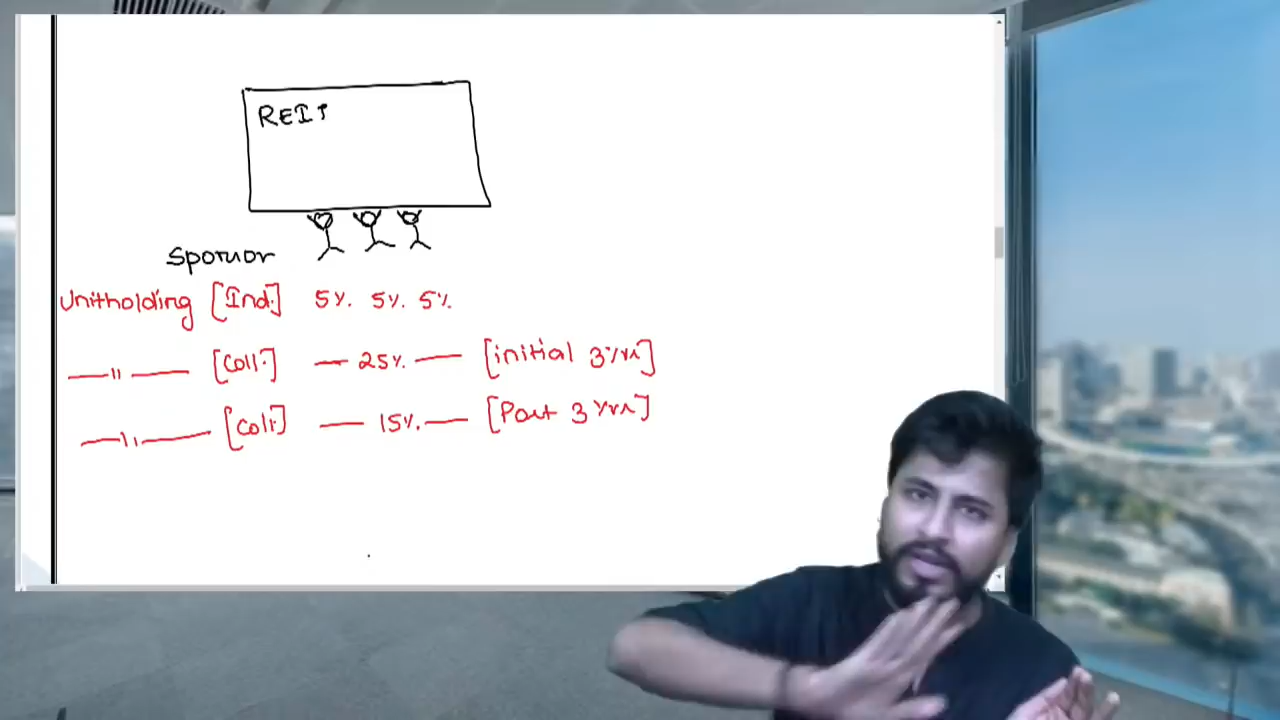 REIT
Sponsor
Unitholding [Ind.] 5%. 5%. 5%.
—— 〃 —— [Coll.] — 25%. —— [initial 3 Yrs]
—— 〃 —— [Coll.] —— 15%. —— [Post 3 Yrs]